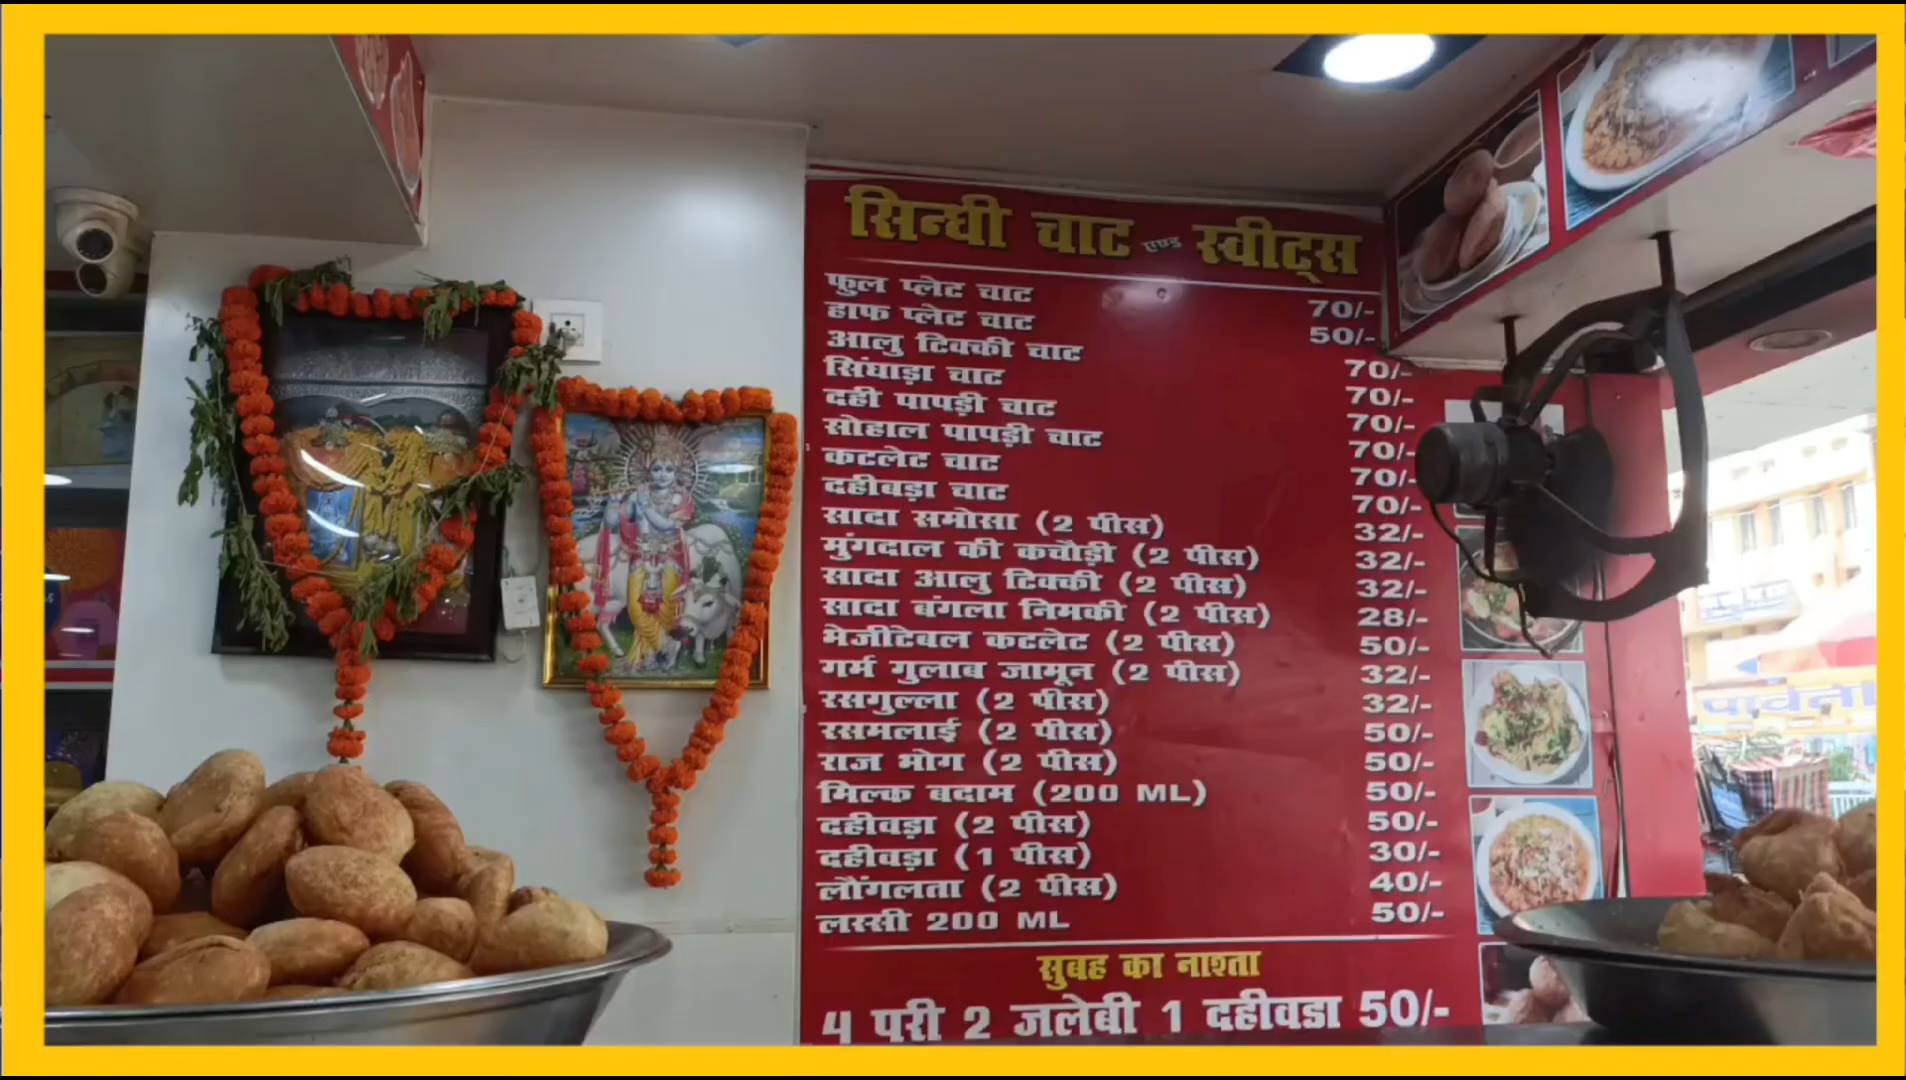 सिन्धी चाट एण्ड स्वीट्स
फुल प्लेट चाट 70/-
हाफ प्लेट चाट 50/-
आलु टिक्की चाट 70/-
सिंघाड़ा चाट 70/-
दही पापड़ी चाट 70/-
सोहाल पापड़ी चाट 70/-
कटलेट चाट 70/-
दहीवड़ा चाट 70/-
सादा समोसा (2 पीस) 32/-
मुंगदाल की कचौड़ी (2 पीस) 32/-
सादा आलु टिक्की (2 पीस) 32/-
सादा बंगला निमकी (2 पीस) 28/-
भेजीटेबल कटलेट (2 पीस) 50/-
गर्म गुलाब जामून (2 पीस) 32/-
रसगुल्ला (2 पीस) 32/-
रसमलाई (2 पीस) 50/-
राज भोग (2 पीस) 50/-
मिल्क बदाम (200 ML) 50/-
दहीवड़ा (2 पीस) 50/-
दहीवड़ा (1 पीस) 30/-
लौंगलता (2 पीस) 40/-
लस्सी 200 ML 50/-
सुबह का नाश्ता
4 पूरी 2 जलेबी 1 दहीवडा 50/-